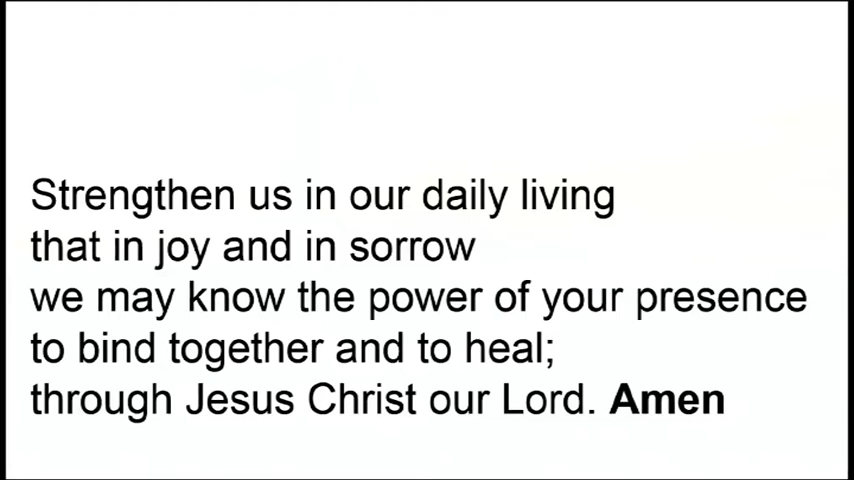 Strengthen us in our daily living
that in joy and in sorrow
we may know the power of your presence
to bind together and to heal;
through Jesus Christ our Lord. Amen